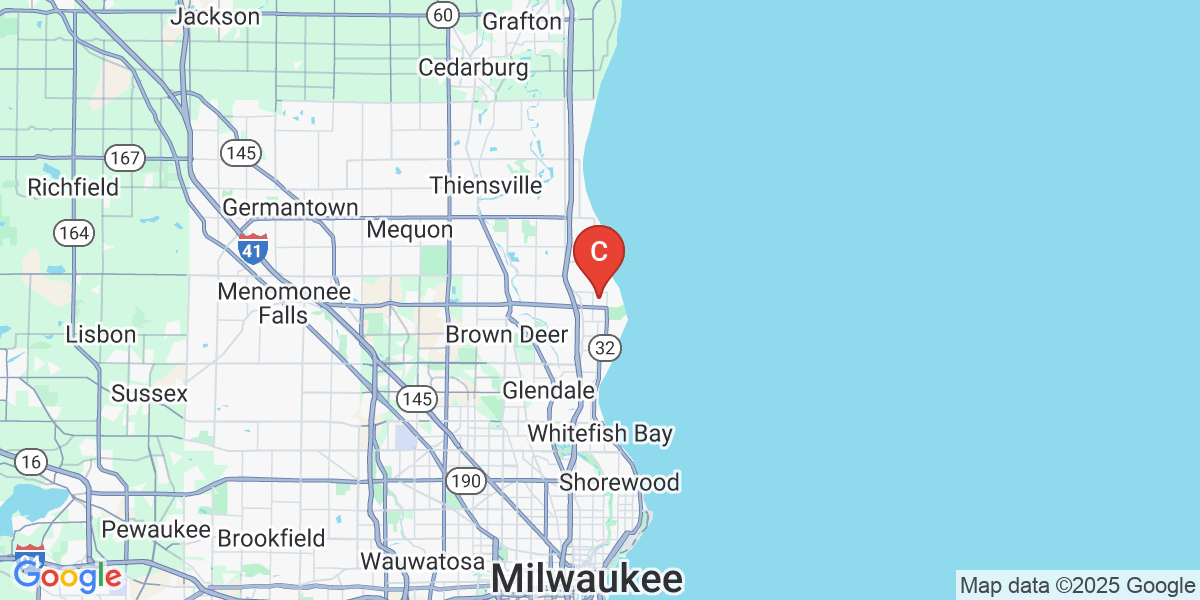 Jackson
60
Grafton
Cedarburg
145
167
Richfield
Thiensville
Germantown
Mequon
164
41
C
Menomonee
Falls
Lisbon
Brown Deer
32
Sussex
Glendale
145
Whitefish Bay
16
190
Shorewood
Pewaukee
Brookfield
Wauwatosa
Milwaukee
Google
Map data ©2025 Google